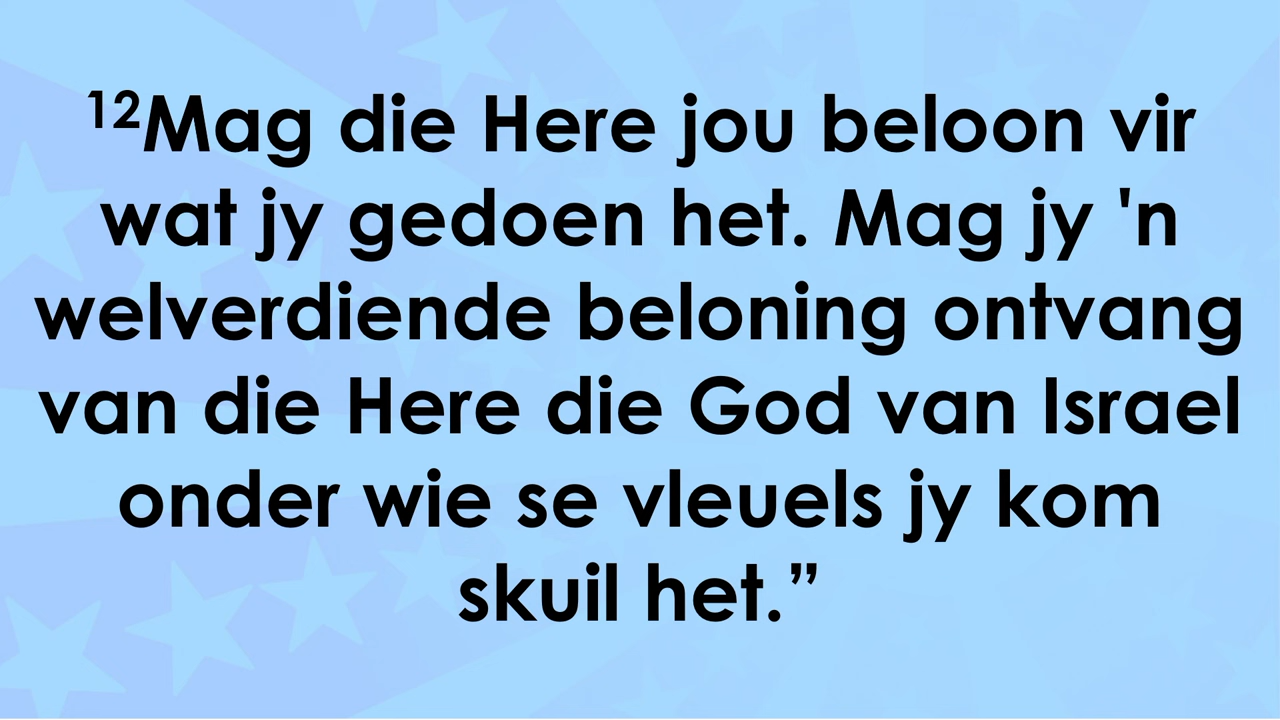 ¹²Mag die Here jou beloon vir
wat jy gedoen het. Mag jy 'n
welverdiende beloning ontvang
van die Here die God van Israel
onder wie se vleuels jy kom
skuil het.”